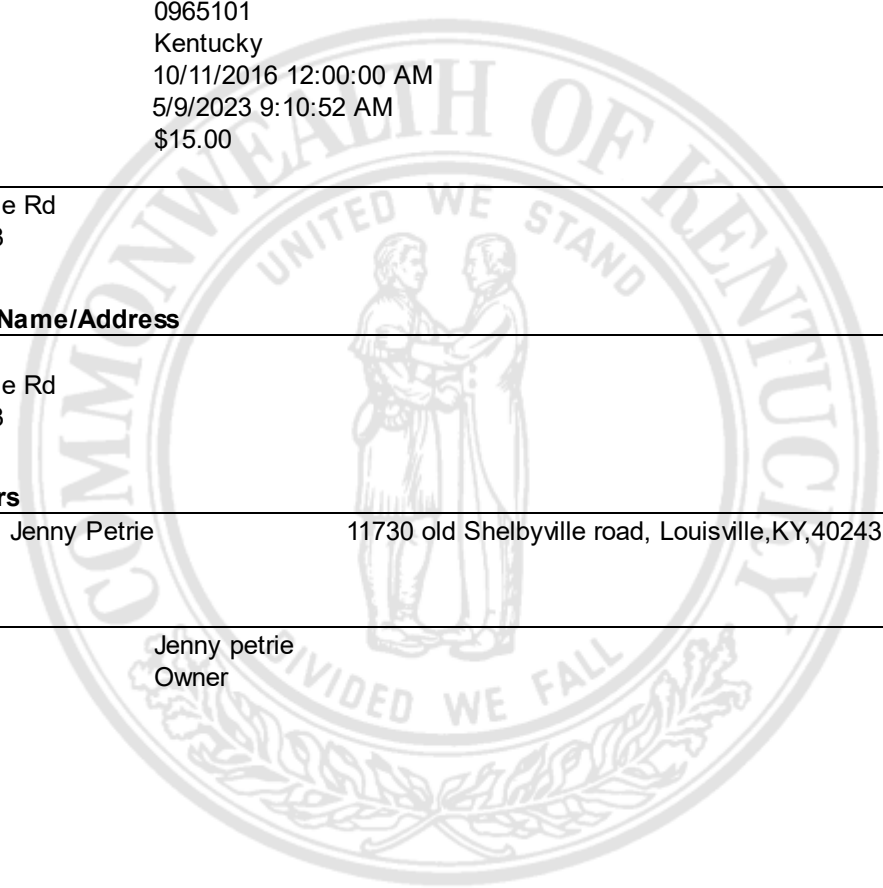 0965101
Kentucky
10/11/2016 12:00:00 AM
5/9/2023 9:10:52 AM
$15.00
e Rd
3
Name/Address
e Rd
3
rs
Jenny Petrie 11730 old Shelbyville road, Louisville,KY,40243
Jenny petrie
Owner
COMMONWEALTH OF KENTUCKY
UNITED WE STAND
DIVIDED WE FALL